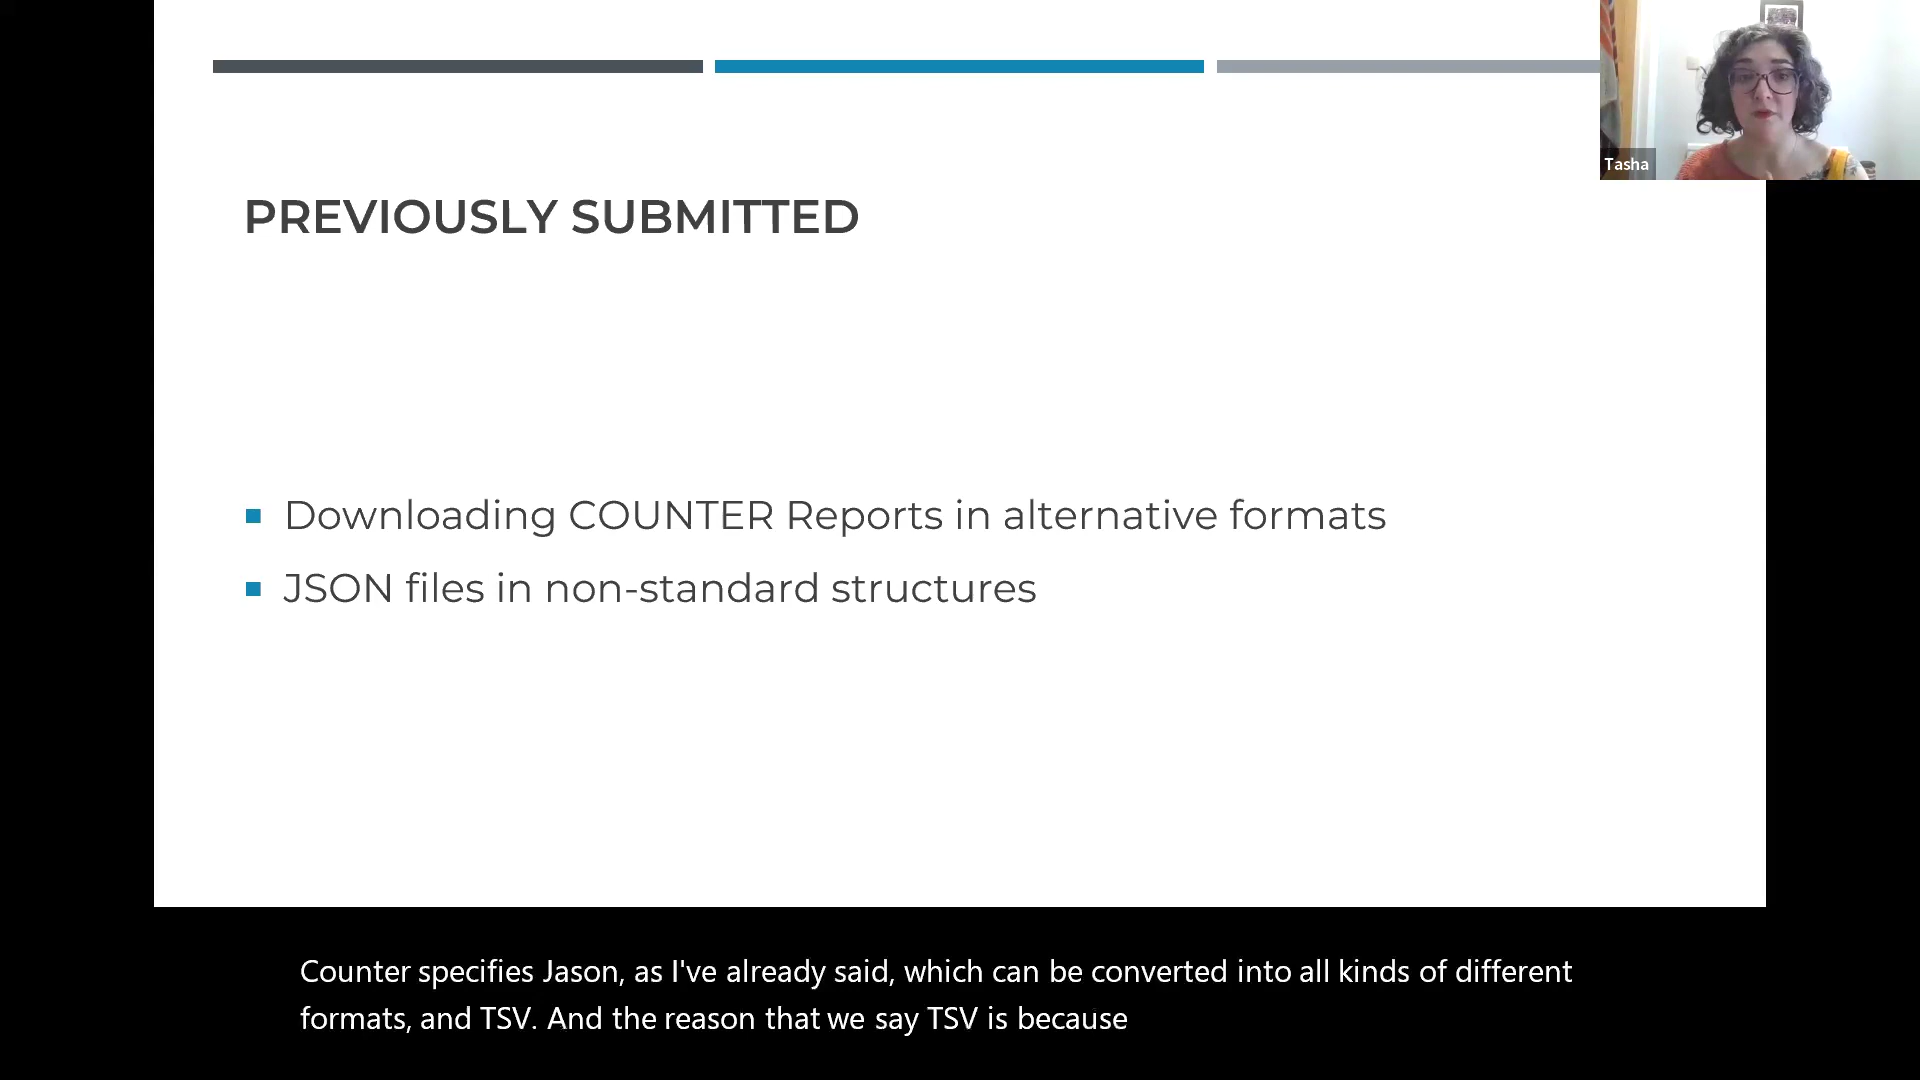 Tasha
PREVIOUSLY SUBMITTED
Downloading COUNTER Reports in alternative formats
JSON files in non-standard structures
Counter specifies Jason, as I've already said, which can be converted into all kinds of different
formats, and TSV. And the reason that we say TSV is because